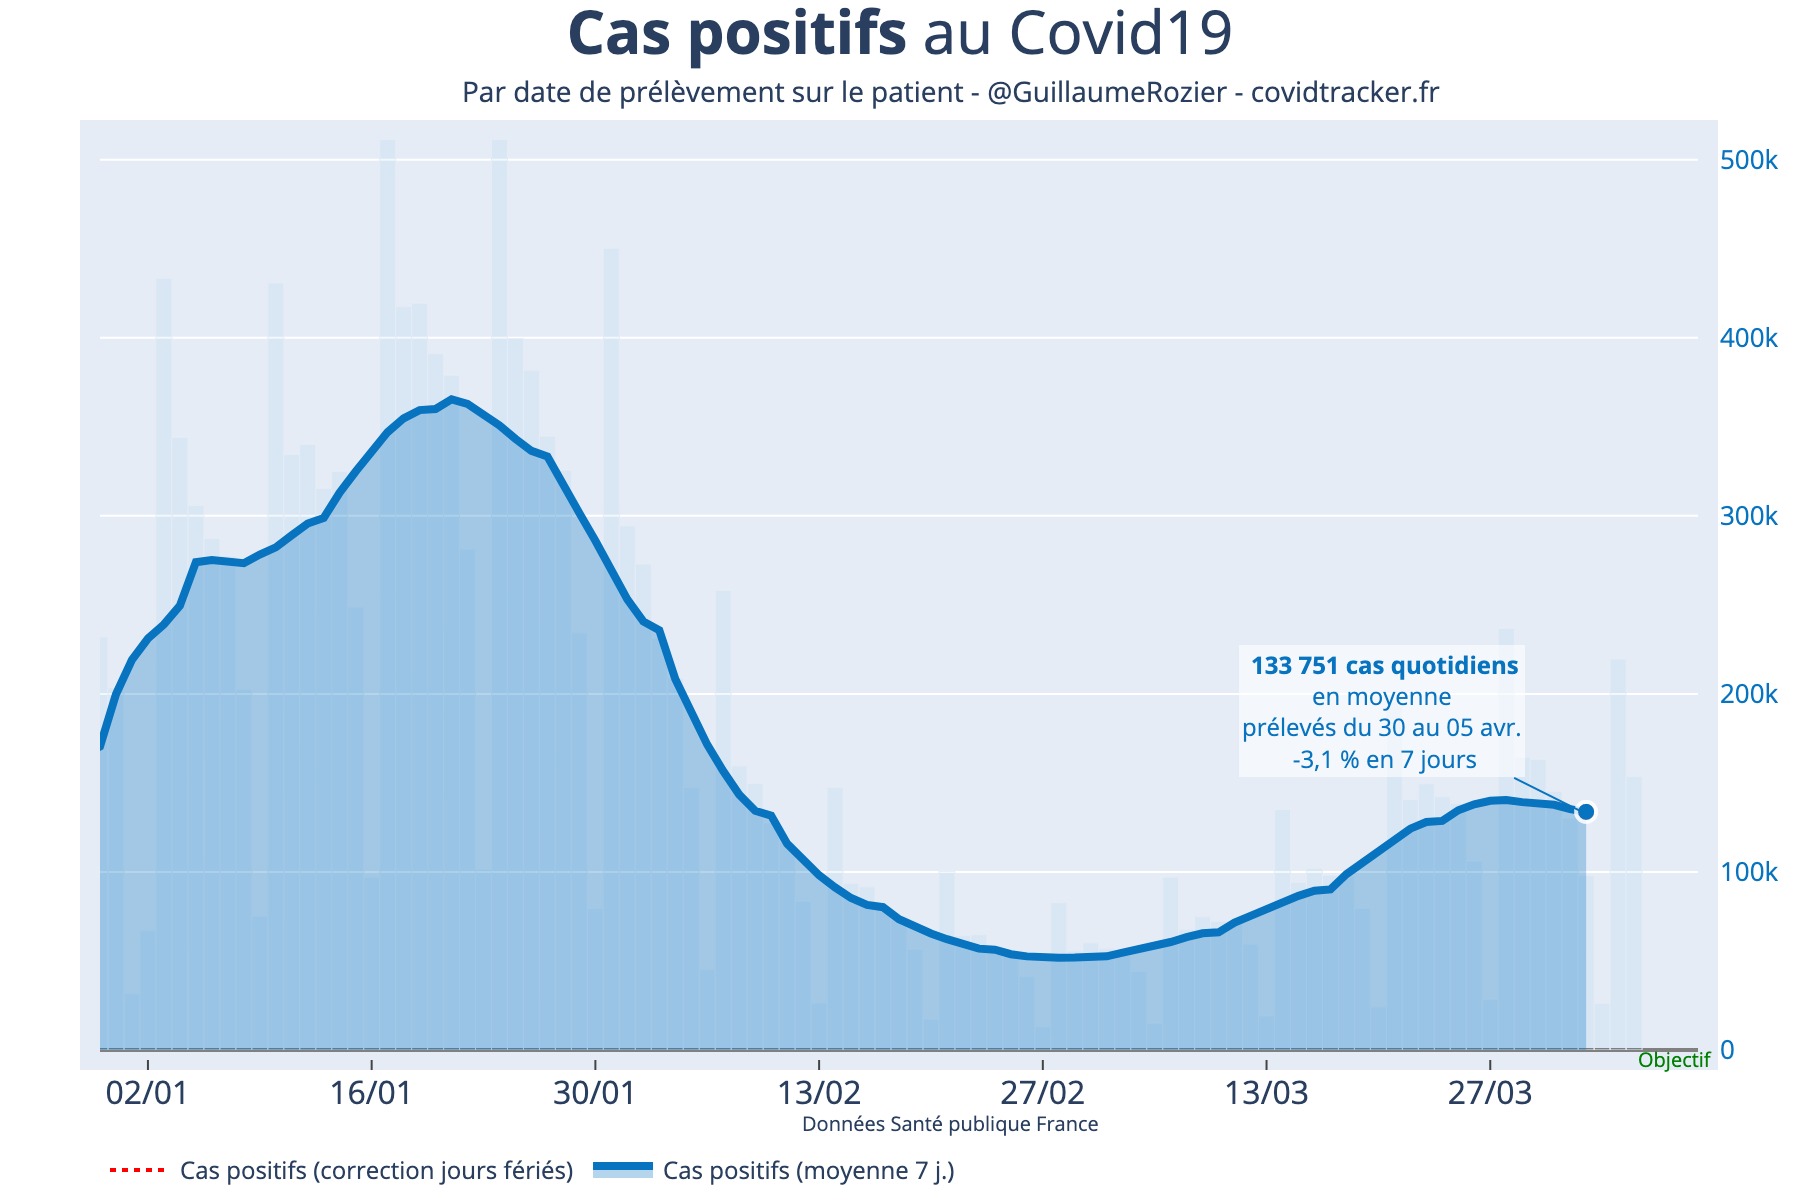 Cas positifs au Covid19
Par date de prélèvement sur le patient - @GuillaumeRozier - covidtracker.fr
500k
400k
300k
200k
100k
0
133 751 cas quotidiens
en moyenne
prélevés du 30 au 05 avr.
-3,1 % en 7 jours
Objectif
02/01 16/01 30/01 13/02 27/02 13/03 27/03
Données Santé publique France
Cas positifs (correction jours fériés) Cas positifs (moyenne 7 j.)